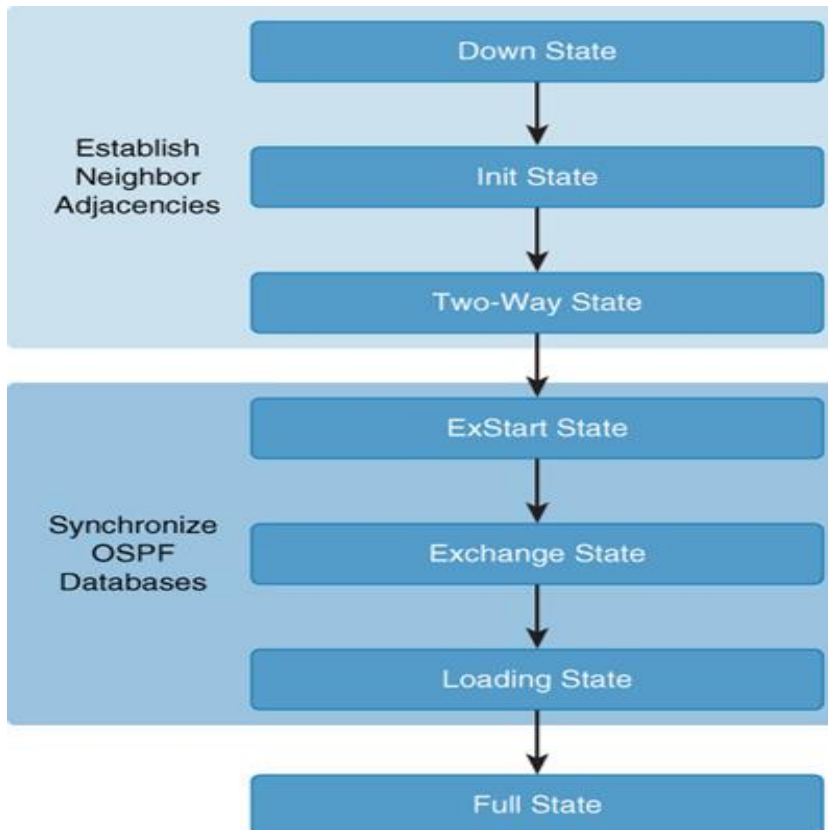 Down State
Establish
Neighbor
Adjacencies
Init State
Two-Way State
ExStart State
Synchronize
OSPF
Databases
Exchange State
Loading State
Full State